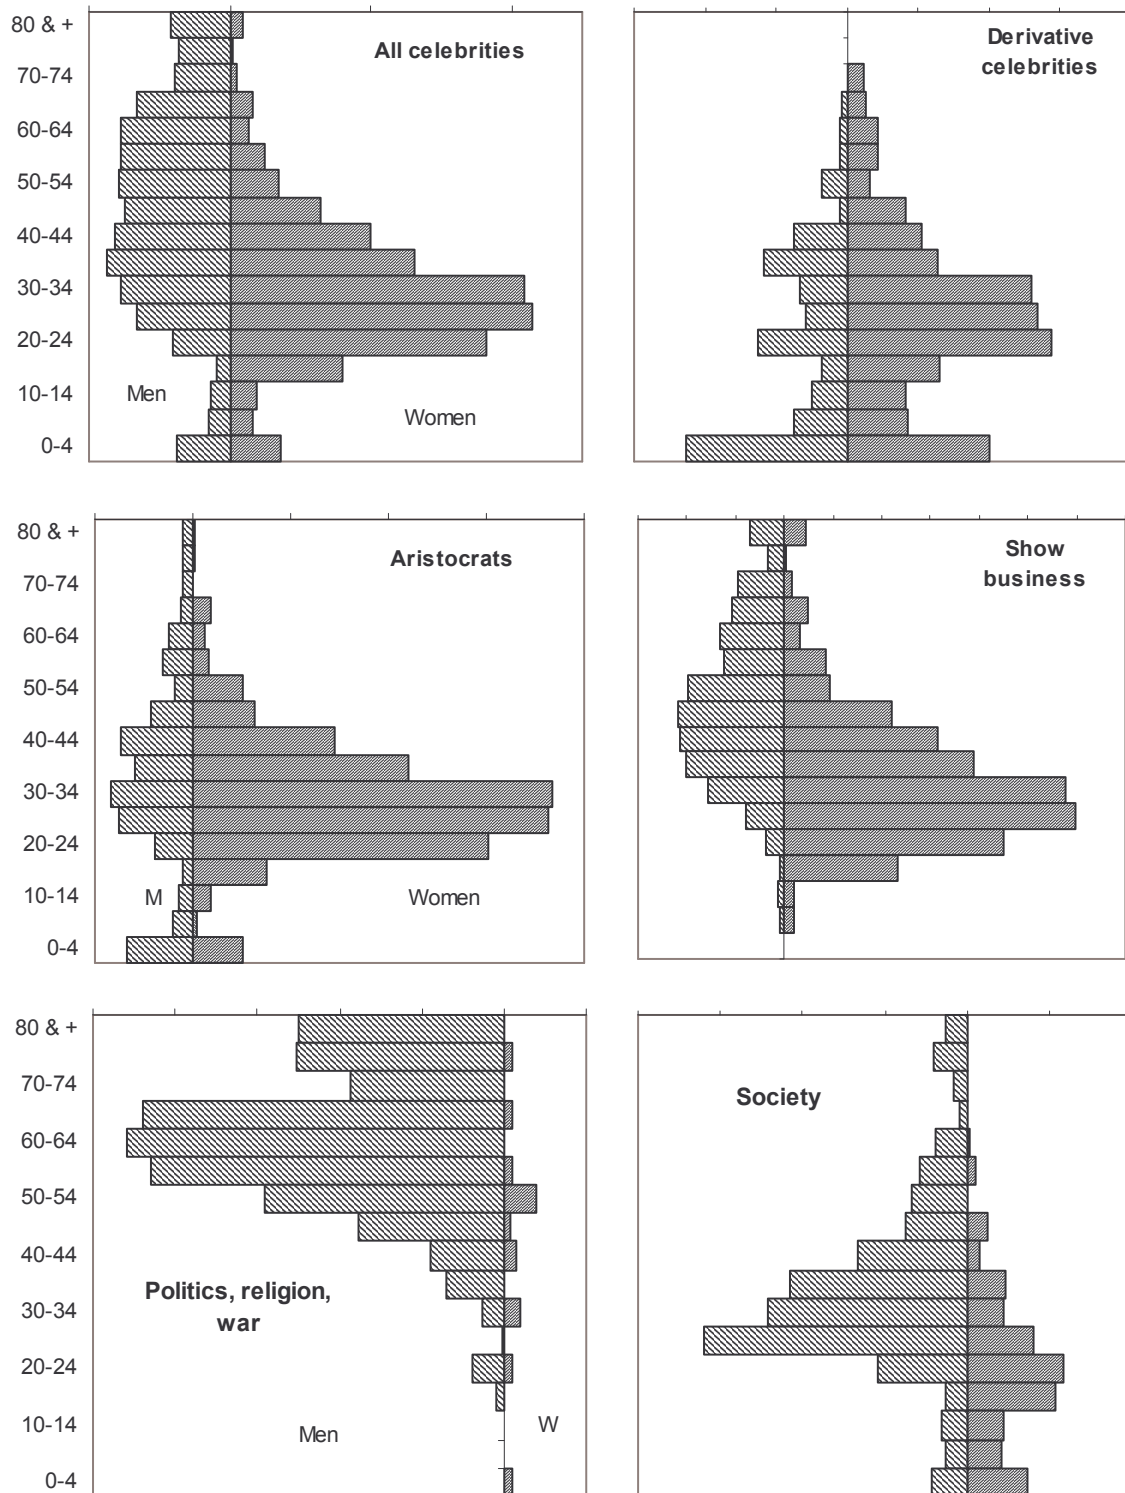 80 & +
70-74
60-64
50-54
40-44
30-34
20-24
10-14
0-4
All celebrities
Men
Women
Derivative
celebrities
80 & +
70-74
60-64
50-54
40-44
30-34
20-24
10-14
0-4
Aristocrats
M
Women
Show
business
80 & +
70-74
60-64
50-54
40-44
30-34
20-24
10-14
0-4
Politics, religion,
war
Men
W
Society